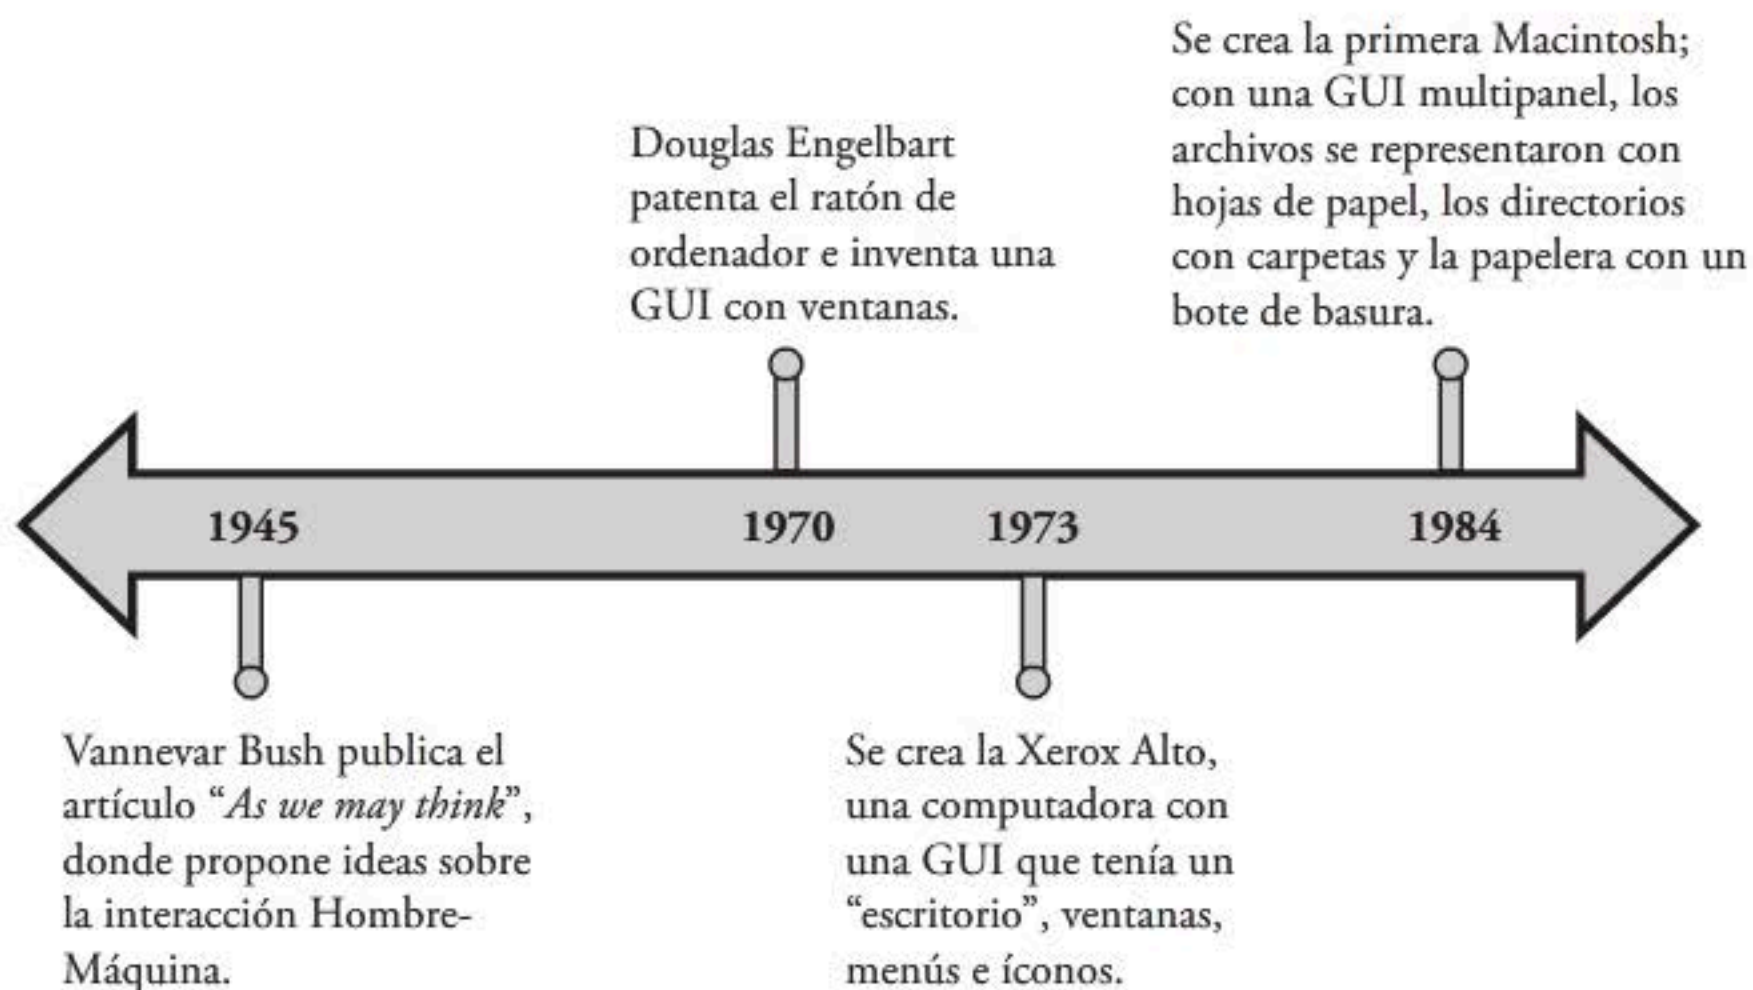 Se crea la primera Macintosh;
con una GUI multipanel, los
archivos se representaron con
hojas de papel, los directorios
con carpetas y la papelera con un
bote de basura.
Douglas Engelbart
patenta el ratón de
ordenador e inventa una
GUI con ventanas.
1945
1970
1973
1984
Vannevar Bush publica el
artículo “As we may think”,
donde propone ideas sobre
la interacción Hombre-
Máquina.
Se crea la Xerox Alto,
una computadora con
una GUI que tenía un
“escritorio”, ventanas,
menús e íconos.